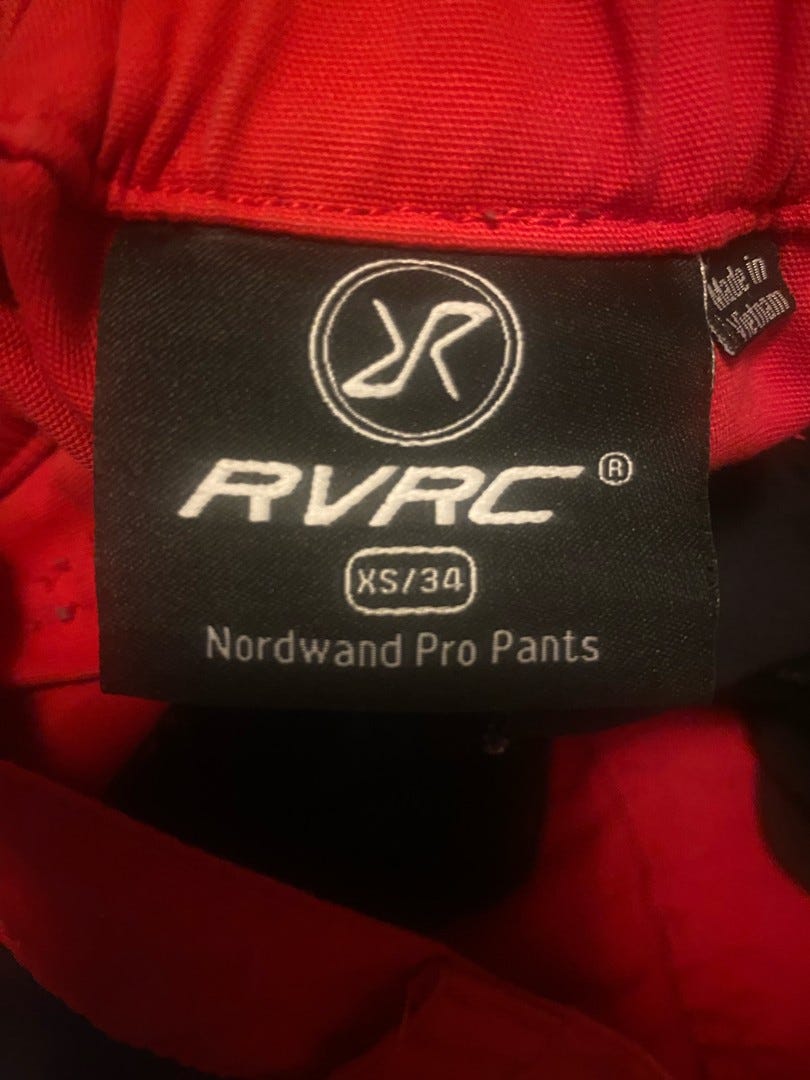 RVRC®
XS/34
Nordwand Pro Pants
Made in
Vietnam